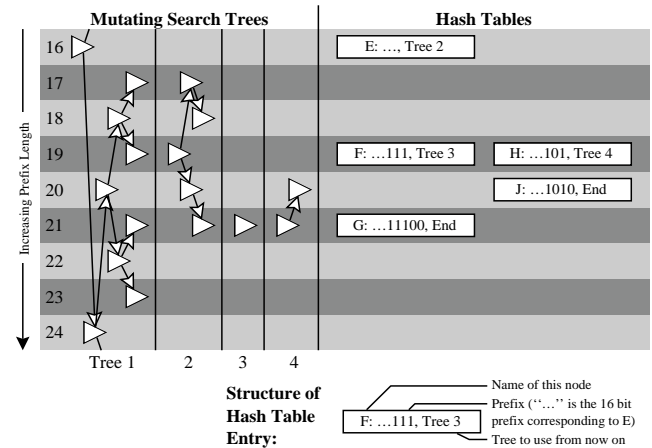 Mutating Search Trees
Hash Tables
Increasing Prefix Length
16
E: ..., Tree 2
17
18
19
F: ...111, Tree 3
H: ...101, Tree 4
20
J: ...1010, End
21
G: ...11100, End
22
23
24
Tree 1
2
3
4
Structure of
Hash Table
Entry:
F: ...111, Tree 3
Name of this node
Prefix (‘‘...’’ is the 16 bit
prefix corresponding to E)
Tree to use from now on